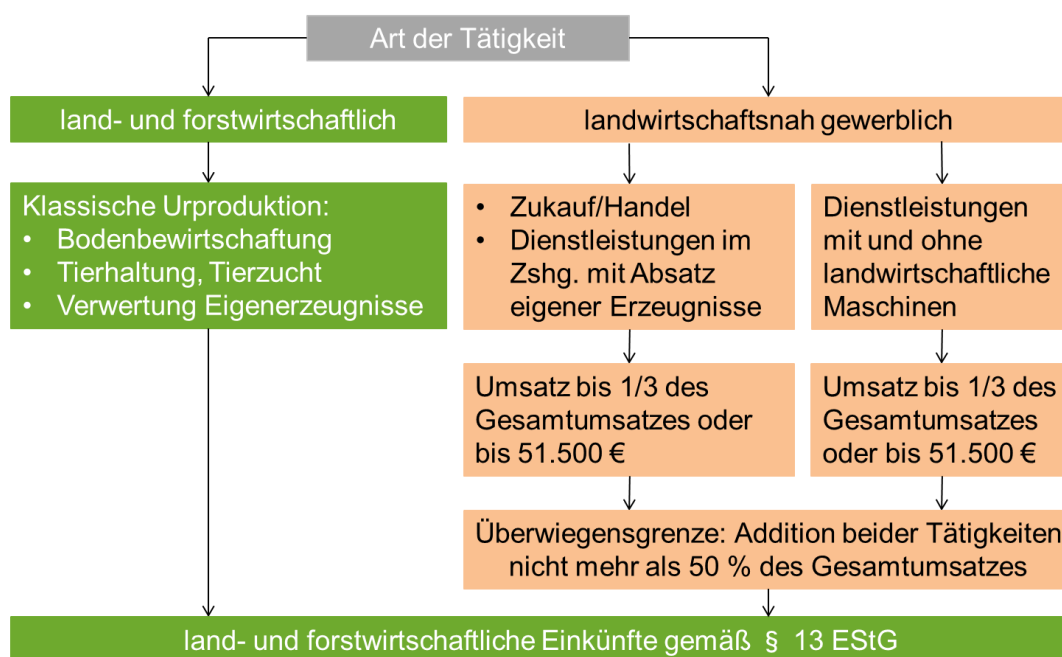 Art der Tätigkeit
land- und forstwirtschaftlich
landwirtschaftsnah gewerblich
Klassische Urproduktion:
• Bodenbewirtschaftung
• Tierhaltung, Tierzucht
• Verwertung Eigenerzeugnisse
• Zukauf/Handel
• Dienstleistungen im
Zshg. mit Absatz
eigener Erzeugnisse
Dienstleistungen
mit und ohne
landwirtschaftliche
Maschinen
Umsatz bis 1/3 des
Gesamtumsatzes oder
bis 51.500 €
Umsatz bis 1/3 des
Gesamtumsatzes
oder bis 51.500 €
Überwiegensgrenze: Addition beider Tätigkeiten
nicht mehr als 50 % des Gesamtumsatzes
land- und forstwirtschaftliche Einkünfte gemäß § 13 EStG